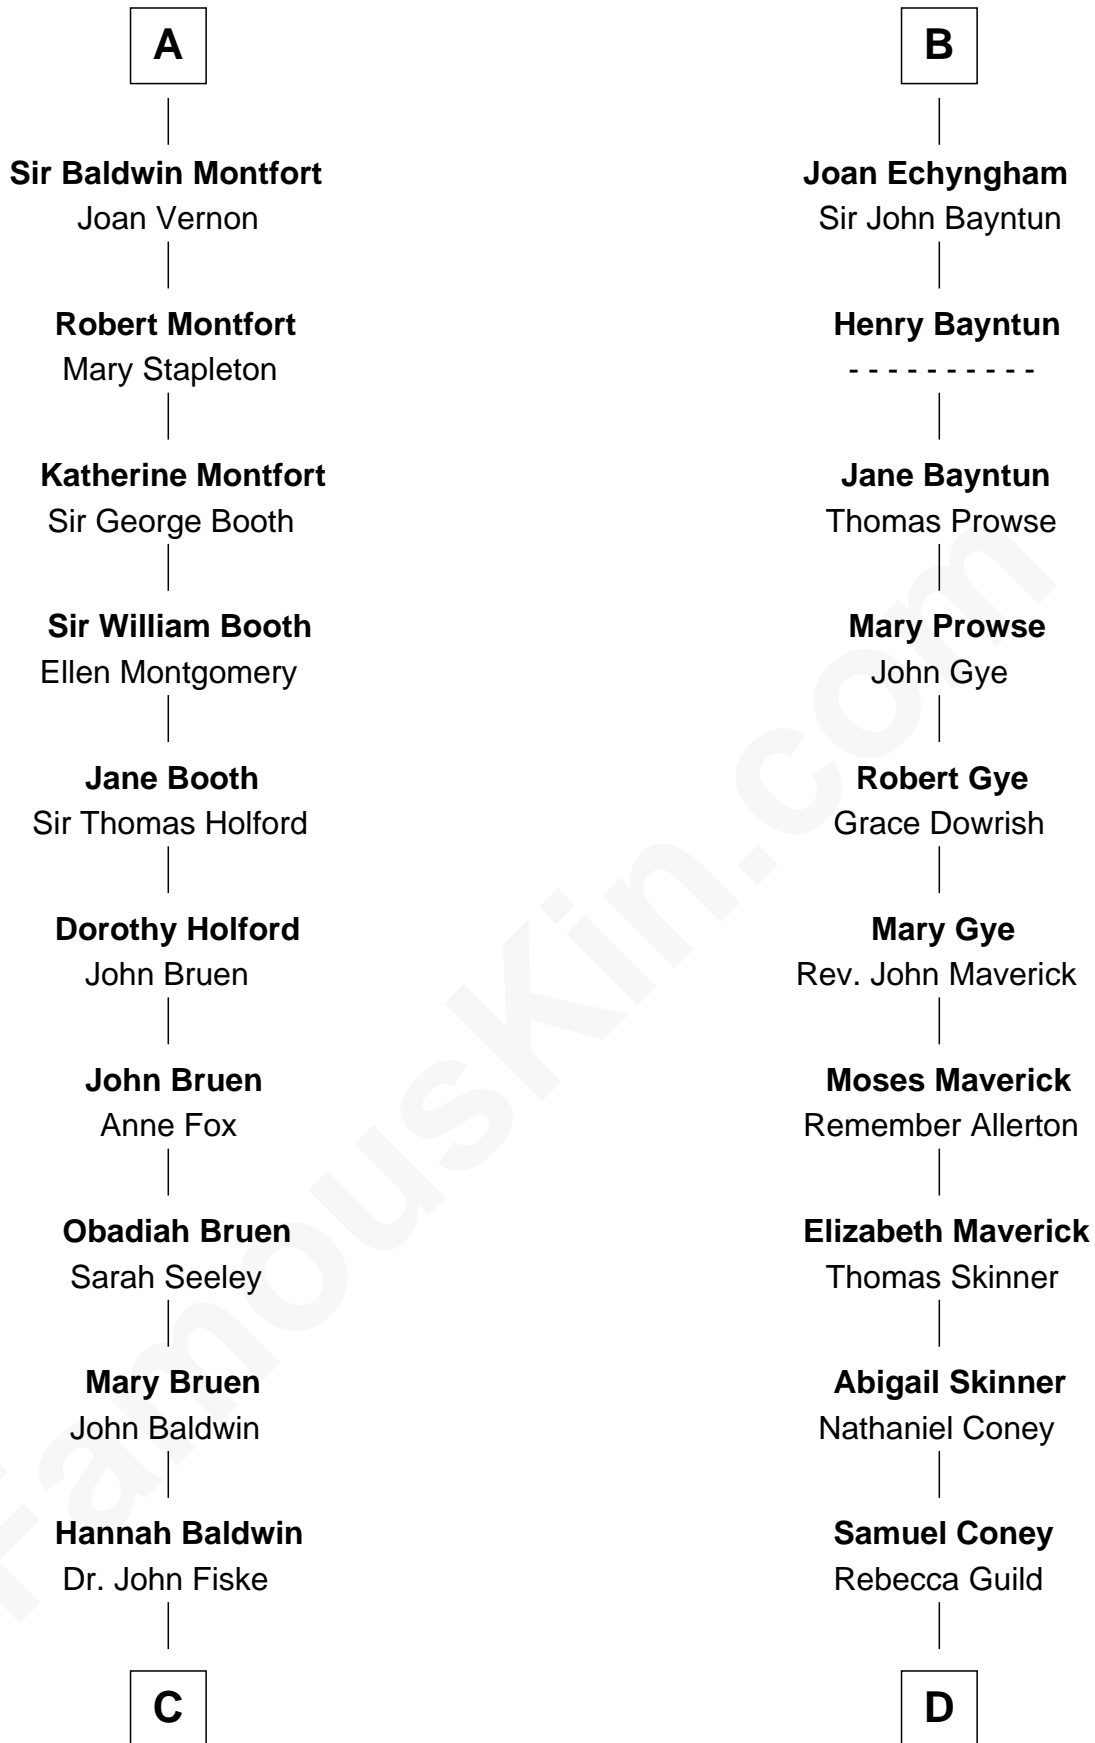 A
Sir Baldwin Montfort
Joan Vernon
Robert Montfort
Mary Stapleton
Katherine Montfort
Sir George Booth
Sir William Booth
Ellen Montgomery
Jane Booth
Sir Thomas Holford
Dorothy Holford
John Bruen
John Bruen
Anne Fox
Obadiah Bruen
Sarah Seeley
Mary Bruen
John Baldwin
Hannah Baldwin
Dr. John Fiske
C
B
Joan Echyngham
Sir John Bayntun
Henry Bayntun
- - - - - - - - - -
Jane Bayntun
Thomas Prowse
Mary Prowse
John Gye
Robert Gye
Grace Dowrish
Mary Gye
Rev. John Maverick
Moses Maverick
Remember Allerton
Elizabeth Maverick
Thomas Skinner
Abigail Skinner
Nathaniel Coney
Samuel Coney
Rebecca Guild
D
FamousKin.com